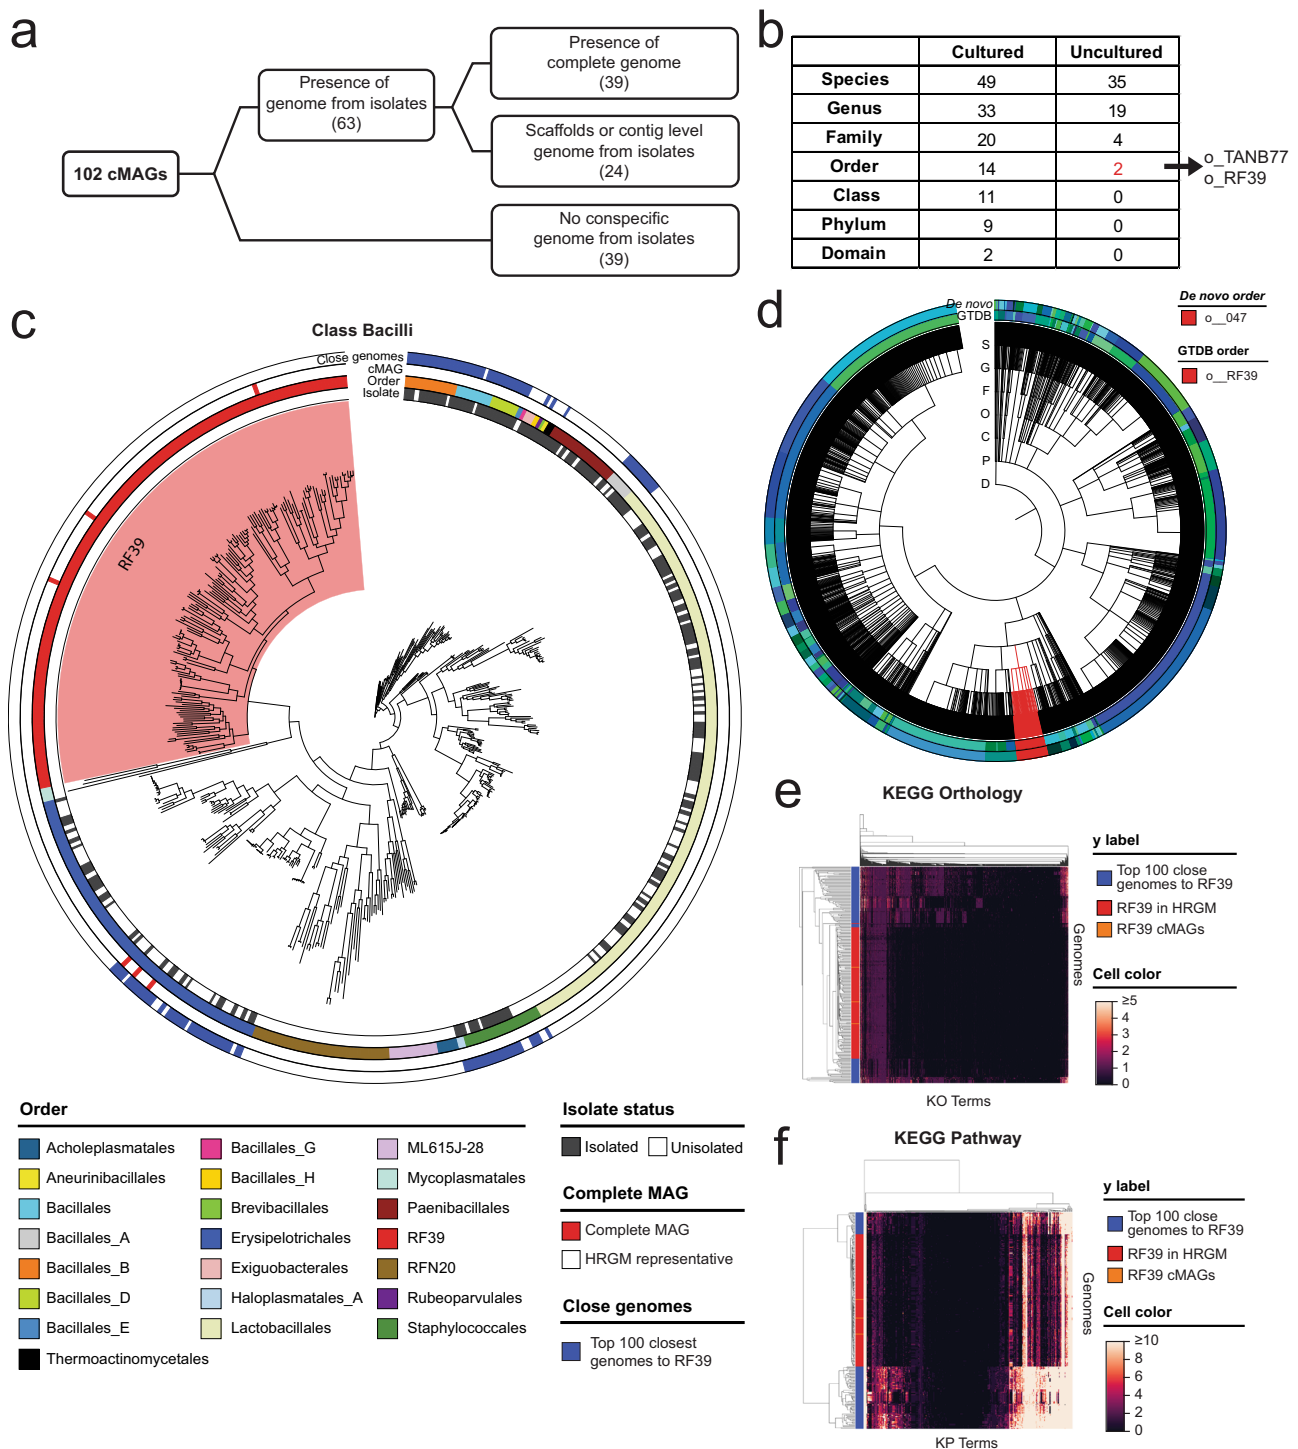 a
Presence of
genome from isolates
(63)
Presence of
complete genome
(39)
Scaffolds or contig level
genome from isolates
(24)
102 cMAGs
No conspecific
genome from isolates
(39)
b
Cultured Uncultured
Species 49 35
Genus 33 19
Family 20 4
Order 14 2
Class 11 0
Phylum 9 0
Domain 2 0
o_TANB77
o_RF39
c
Class Bacilli
Close genomes
cMAG
Order
Isolate
RF39
Order
Acholeplasmatales
Aneurinibacillales
Bacillales
Bacillales_A
Bacillales_B
Bacillales_D
Bacillales_E
Thermoactinomycetales
Bacillales_G
Bacillales_H
Brevibacillales
Erysipelotrichales
Exiguobacterales
Haloplasmatales_A
Lactobacillales
ML615J-28
Mycoplasmatales
Paenibacillales
RF39
RFN20
Rubeoparvulales
Staphylococcales
Isolate status
Isolated Unisolated
Complete MAG
Complete MAG
HRGM representative
Close genomes
Top 100 closest
genomes to RF39
d
De novo
GTDB
S
G
F
O
C
P
D
De novo order
o__047
GTDB order
o__RF39
e
KEGG Orthology
y label
Top 100 close
genomes to RF39
RF39 in HRGM
RF39 cMAGs
Genomes
Cell color
≥5
4
3
2
1
0
KO Terms
f
KEGG Pathway
y label
Top 100 close
genomes to RF39
RF39 in HRGM
RF39 cMAGs
Genomes
Cell color
≥10
8
6
4
2
0
KP Terms